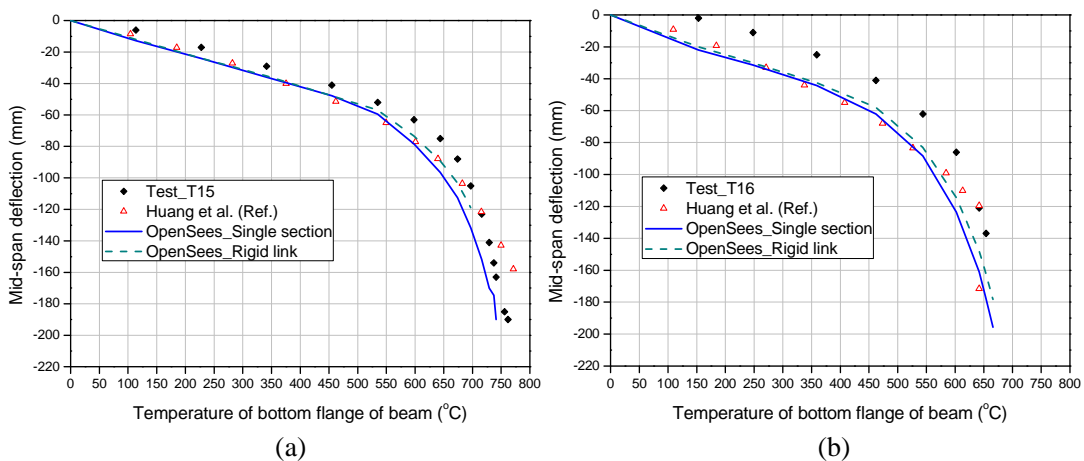 0
-20
-40
-60
-80
-100
-120
-140
-160
-180
-200
-220
Mid-span deflection (mm)
Test_T15
Huang et al. (Ref.)
OpenSees_Single section
OpenSees_Rigid link
0 50 100 150 200 250 300 350 400 450 500 550 600 650 700 750 800
Temperature of bottom flange of beam (°C)
(a)
0
-20
-40
-60
-80
-100
-120
-140
-160
-180
-200
-220
Mid-span deflection (mm)
Test_T16
Huang et al. (Ref.)
OpenSees_Single section
OpenSees_Rigid link
0 50 100 150 200 250 300 350 400 450 500 550 600 650 700 750 800
Temperature of bottom flange of beam (°C)
(b)